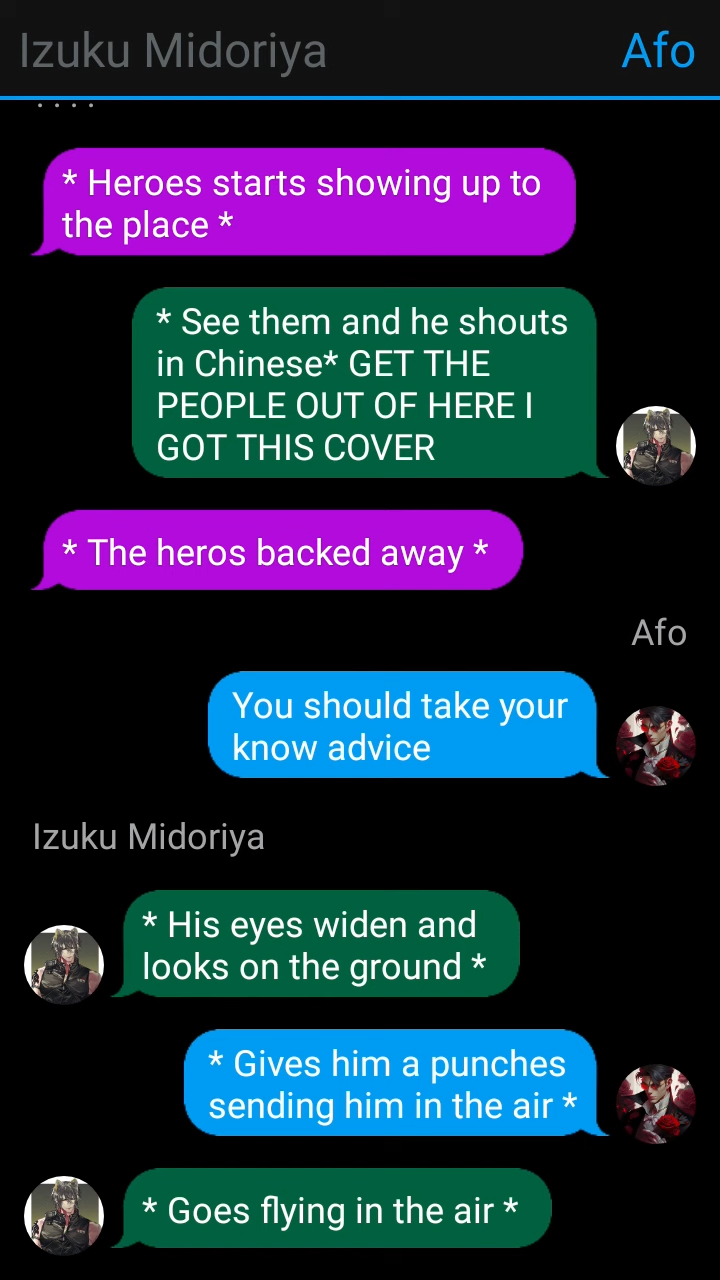 Izuku Midoriya
Afo
....
* Heroes starts showing up to
the place *
* See them and he shouts
in Chinese* GET THE
PEOPLE OUT OF HERE I
GOT THIS COVER
* The heros backed away *
Afo
You should take your
know advice
Izuku Midoriya
* His eyes widen and
looks on the ground *
* Gives him a punches
sending him in the air *
* Goes flying in the air *